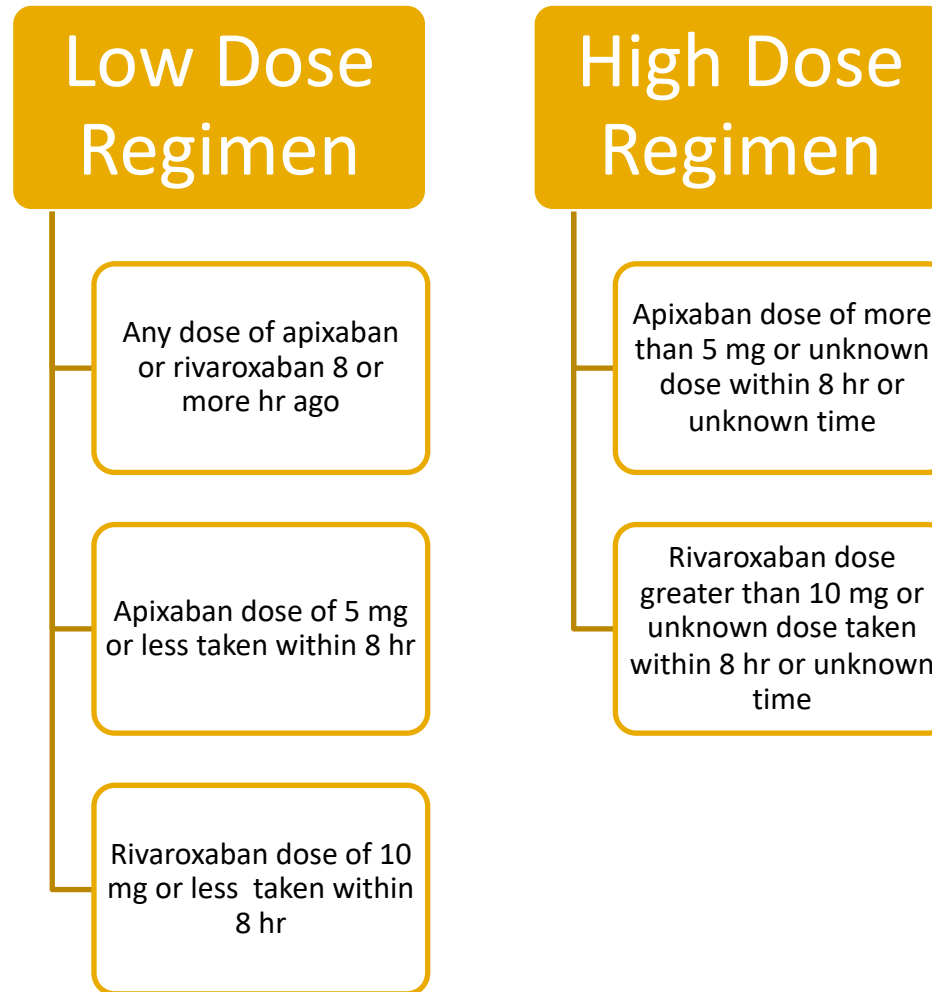 Low Dose
Regimen
Any dose of apixaban
or rivaroxaban 8 or
more hr ago
Apixaban dose of 5 mg
or less taken within 8 hr
Rivaroxaban dose of 10
mg or less  taken within
8 hr
High Dose
Regimen
Apixaban dose of more
than 5 mg or unknown
dose within 8 hr or
unknown time
Rivaroxaban dose
greater than 10 mg or
unknown dose taken
within 8 hr or unknown
time